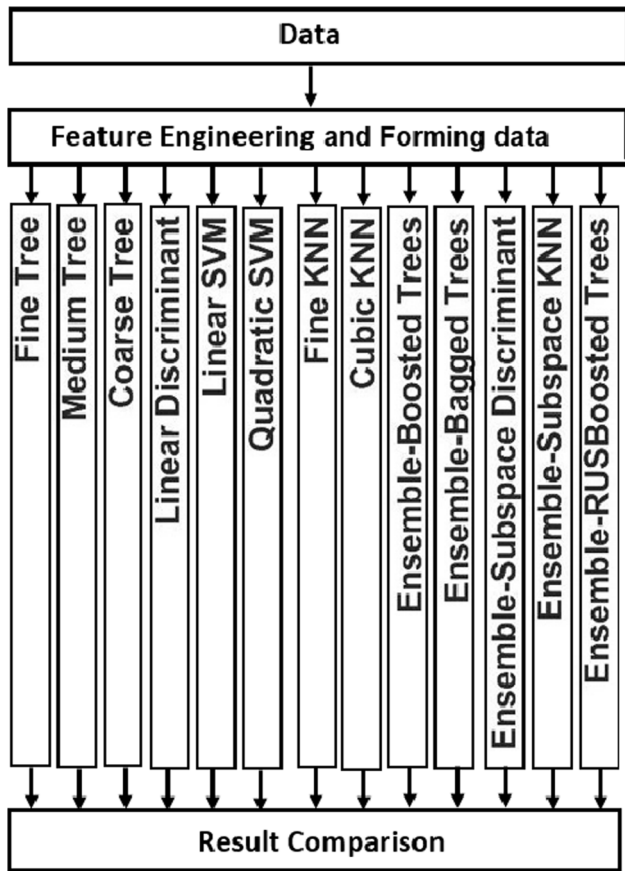 Data
Feature Engineering and Forming data
Fine Tree
Medium Tree
Coarse Tree
Linear Discriminant
Linear SVM
Quadratic SVM
Fine KNN
Cubic KNN
Ensemble-Boosted Trees
Ensemble-Bagged Trees
Ensemble-Subspace Discriminant
Ensemble-Subspace KNN
Ensemble-RUSBoosted Trees
Result Comparison